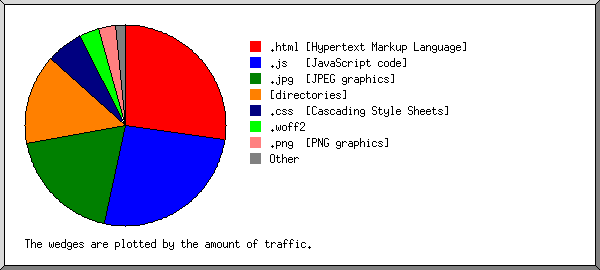 .html [Hypertext Markup Language]
.js [JavaScript code]
.jpg [JPEG graphics]
[directories]
.css [Cascading Style Sheets]
.woff2
.png [PNG graphics]
Other
The wedges are plotted by the amount of traffic.